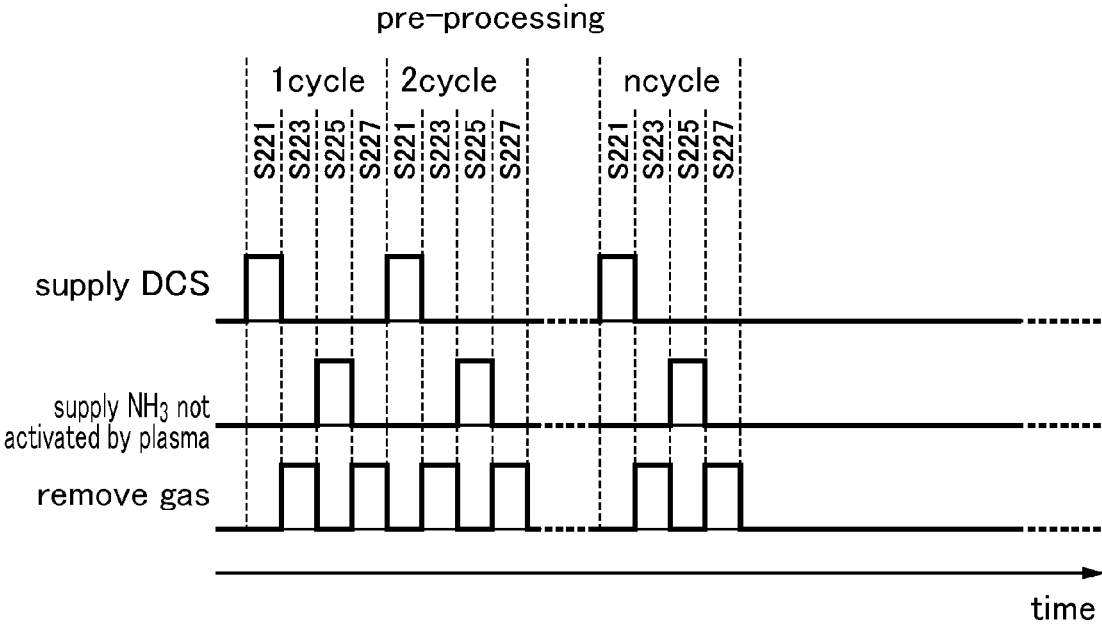 pre-processing
1cycle 2cycle ncycle
S221 S223 S225 S227 S221 S223 S225 S227 S221 S223 S225 S227
supply DCS
supply NH₃ not
activated by plasma
remove gas
time